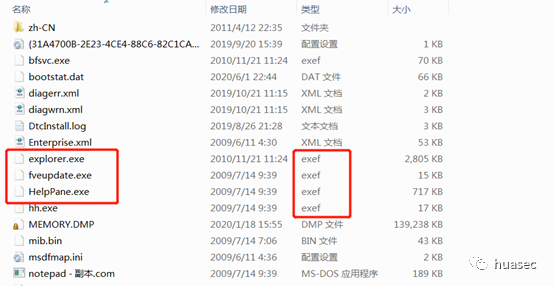 名称 修改日期 类型 大小
zh-CN 2011/4/12 22:35 文件夹
{31A4700B-2E23-4CE4-88C6-82C1CA... 2019/9/20 15:39 配置设置 1 KB
bfsvc.exe 2010/11/21 11:24 exef 70 KB
bootstat.dat 2020/6/1 22:44 DAT 文件 66 KB
diagerr.xml 2019/10/21 11:15 XML 文档 2 KB
diagwrn.xml 2019/10/21 11:15 XML 文档 3 KB
DtcInstall.log 2019/8/26 21:28 文本文档 3 KB
Enterprise.xml 2009/6/11 4:30 XML 文档 53 KB
explorer.exe 2010/11/21 11:24 exef 2,805 KB
fveupdate.exe 2009/7/14 9:39 exef 15 KB
HelpPane.exe 2009/7/14 9:39 exef 717 KB
hh.exe 2009/7/14 9:39 exef 17 KB
MEMORY.DMP 2020/1/18 15:55 DMP 文件 139,238 KB
mib.bin 2009/7/14 7:06 BIN 文件 43 KB
msdfmap.ini 2009/6/11 4:36 配置设置 2 KB
notepad - 副本.com 2009/7/14 9:39 MS-DOS 应用程序 189 KB
huasec